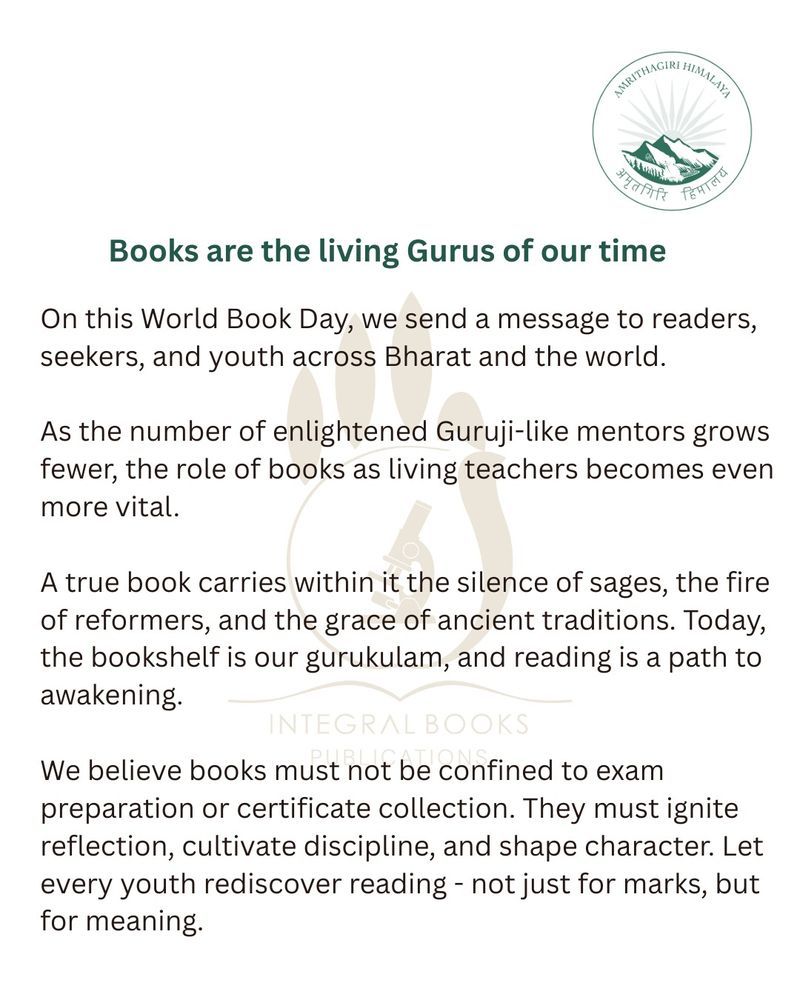 AMRITHAGIRI HIMALAYA
अमृतगिरि हिमालय
Books are the living Gurus of our time
On this World Book Day, we send a message to readers,
seekers, and youth across Bharat and the world.
As the number of enlightened Guruji-like mentors grows
fewer, the role of books as living teachers becomes even
more vital.
A true book carries within it the silence of sages, the fire
of reformers, and the grace of ancient traditions. Today,
the bookshelf is our gurukulam, and reading is a path to
awakening.
INTEGRAL BOOKS
PUBLICATIONS
We believe books must not be confined to exam
preparation or certificate collection. They must ignite
reflection, cultivate discipline, and shape character. Let
every youth rediscover reading - not just for marks, but
for meaning.